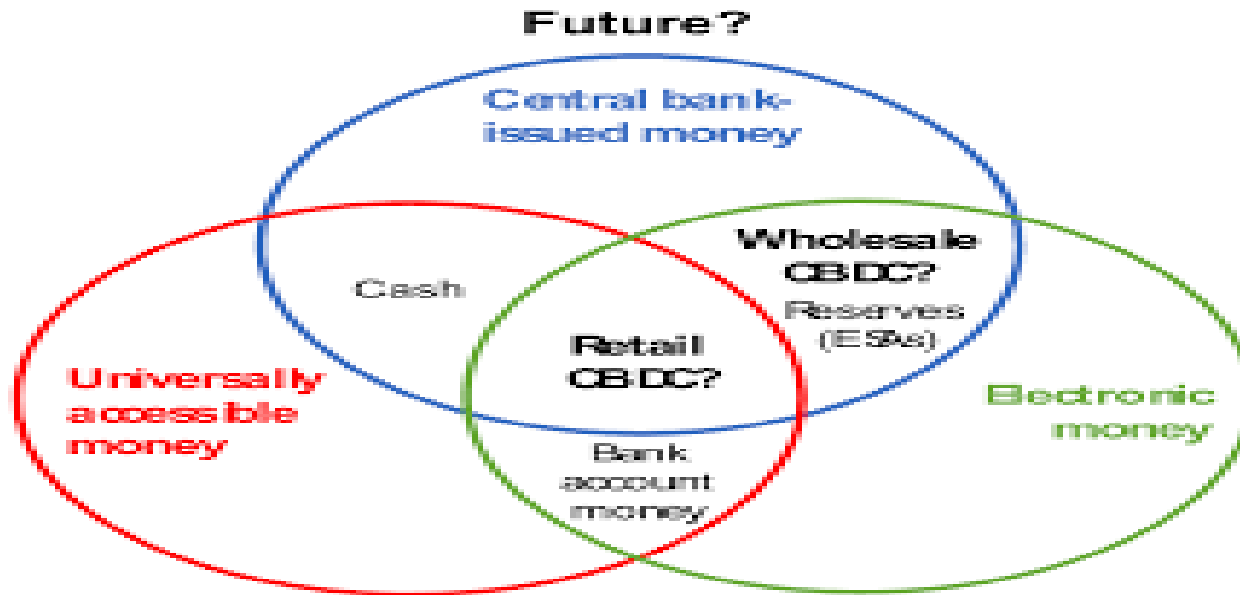 Future?
Central bank-
issued money
Wholesale
CBDC?
Cash
Reserves
(ESAs)
Retail
CBDC?
Universally
accessible
money
Electronic
money
Bank
account
money